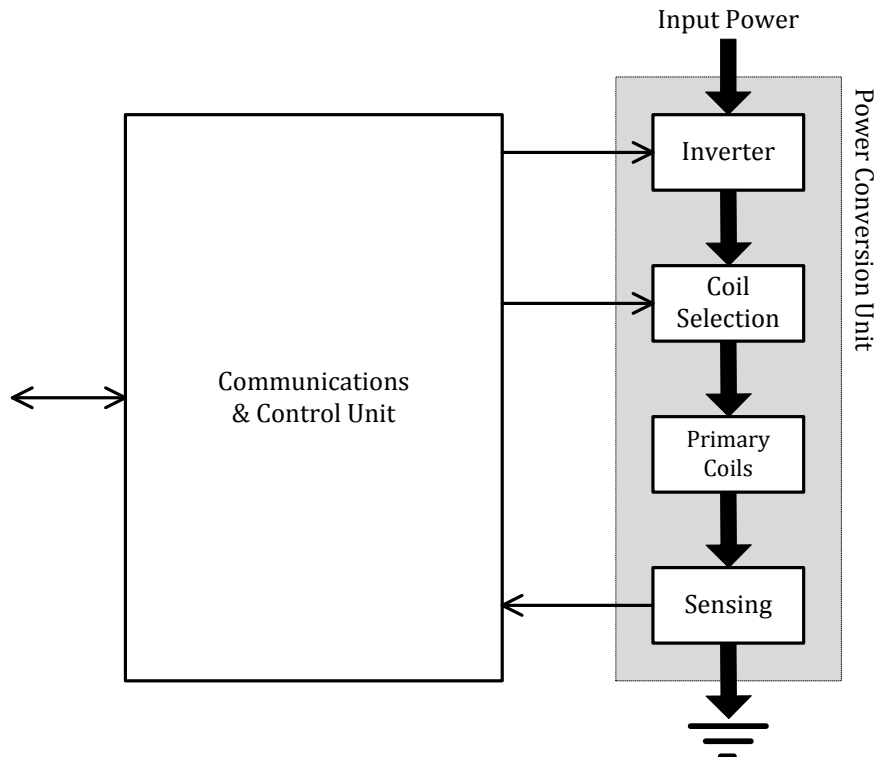 Input Power
Inverter
Coil
Selection
Communications
& Control Unit
Primary
Coils
Sensing
Power Conversion Unit